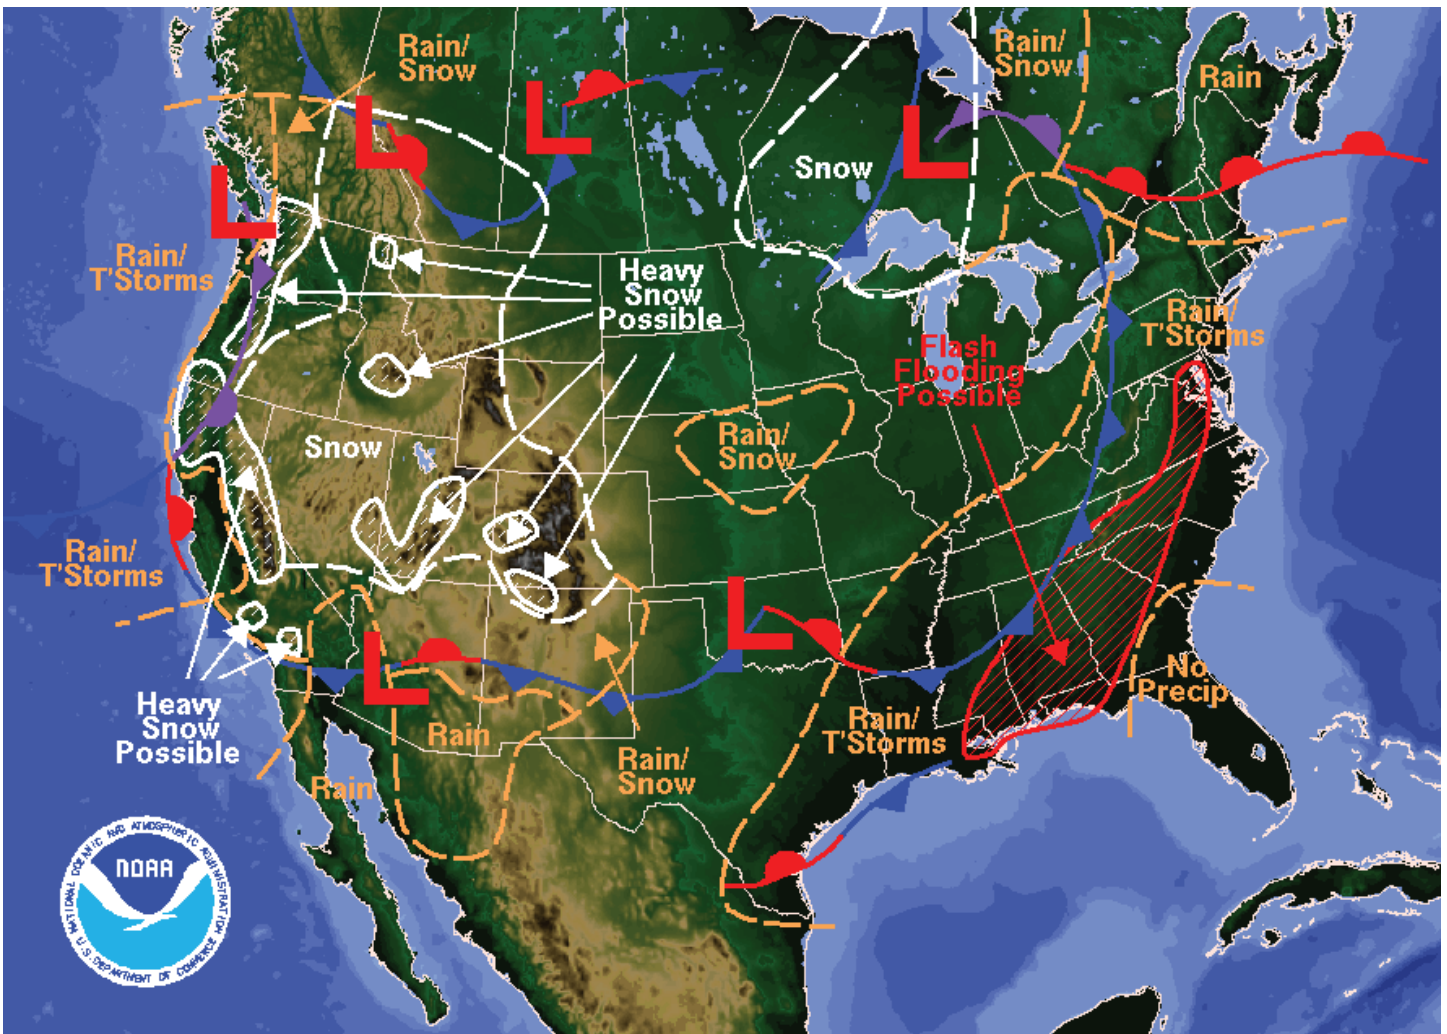 Rain/
Snow
Rain/
Snow
Rain
L
L
L
L
Snow
Rain/
T'Storms
Heavy
Snow
Possible
Rain/
T'Storms
Flash
Flooding
Possible
Snow
Rain/
Snow
Rain/
T'Storms
L
L
No
Precip
Heavy
Snow
Possible
Rain
Rain/
T'Storms
Rain/
Snow
Rain
NATIONAL OCEANIC AND ATMOSPHERIC ADMINISTRATION
NOAA
U.S. DEPARTMENT OF COMMERCE